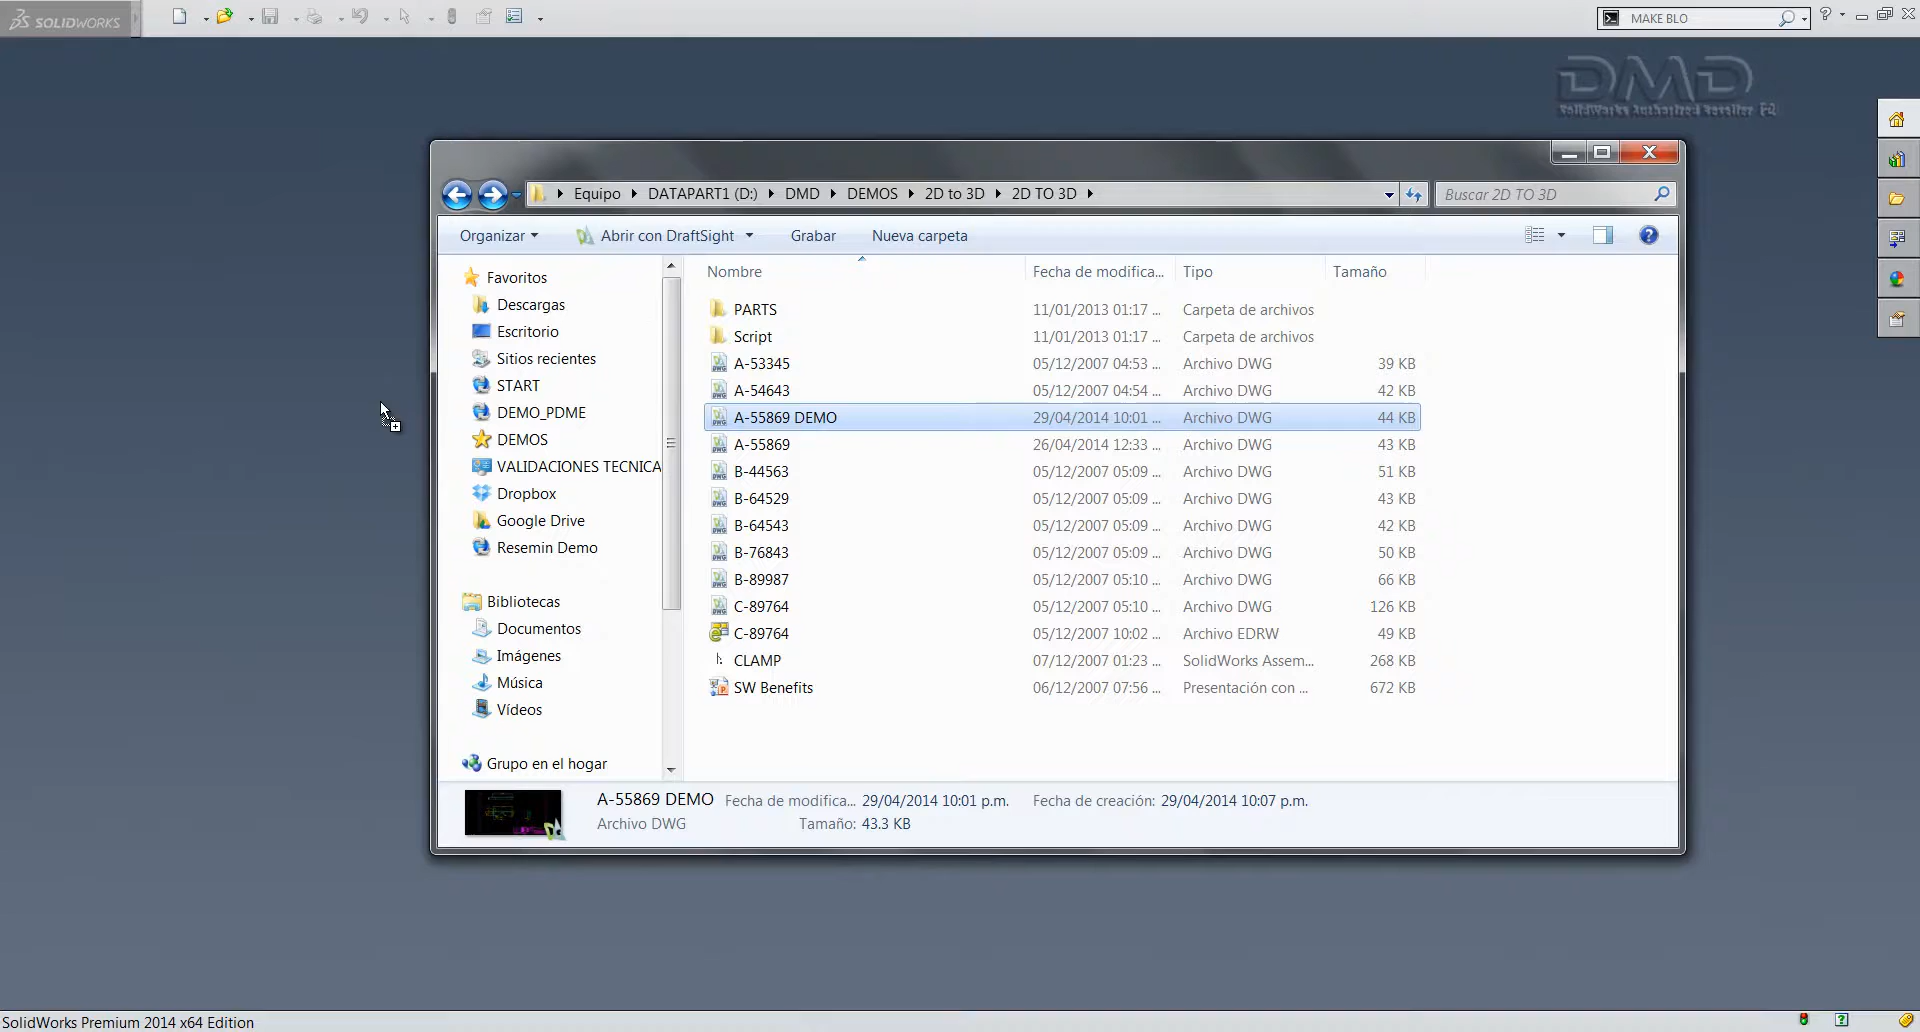 SOLIDWORKS
MAKE BLO
DMD
SolidWorks Authorized Reseller
Equipo DATAPART1 (D:) DMD DEMOS 2D to 3D 2D TO 3D
Buscar 2D TO 3D
Organizar Abrir con DraftSight Grabar Nueva carpeta
Favoritos
Descargas
Escritorio
Sitios recientes
START
DEMO_PDME
DEMOS
VALIDACIONES TECNICA
Dropbox
Google Drive
Resemin Demo
Bibliotecas
Documentos
Imágenes
Música
Vídeos
Grupo en el hogar
Nombre Fecha de modifica... Tipo Tamaño
PARTS 11/01/2013 01:17 ... Carpeta de archivos
Script 11/01/2013 01:17 ... Carpeta de archivos
A-53345 05/12/2007 04:53 ... Archivo DWG 39 KB
A-54643 05/12/2007 04:54 ... Archivo DWG 42 KB
A-55869 DEMO 29/04/2014 10:01 ... Archivo DWG 44 KB
A-55869 26/04/2014 12:33 ... Archivo DWG 43 KB
B-44563 05/12/2007 05:09 ... Archivo DWG 51 KB
B-64529 05/12/2007 05:09 ... Archivo DWG 43 KB
B-64543 05/12/2007 05:09 ... Archivo DWG 42 KB
B-76843 05/12/2007 05:09 ... Archivo DWG 50 KB
B-89987 05/12/2007 05:10 ... Archivo DWG 66 KB
C-89764 05/12/2007 05:10 ... Archivo DWG 126 KB
C-89764 05/12/2007 10:02 ... Archivo EDRW 49 KB
CLAMP 07/12/2007 01:23 ... SolidWorks Assem... 268 KB
SW Benefits 06/12/2007 07:56 ... Presentación con ... 672 KB
A-55869 DEMO Fecha de modifica... 29/04/2014 10:01 p.m. Fecha de creación: 29/04/2014 10:07 p.m.
Archivo DWG Tamaño: 43.3 KB
SolidWorks Premium 2014 x64 Edition